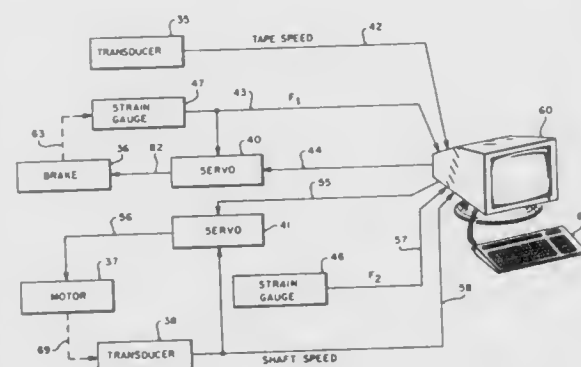 35
TRANSDUCER
TAPE SPEED
42
47
STRAIN GAUGE
43
F1
63
60
36
BRAKE
82
40
SERVO
44
55
56
SERVO
41
57
46
STRAIN GAUGE
F2
37
MOTOR
58
38
69
TRANSDUCER
SHAFT SPEED